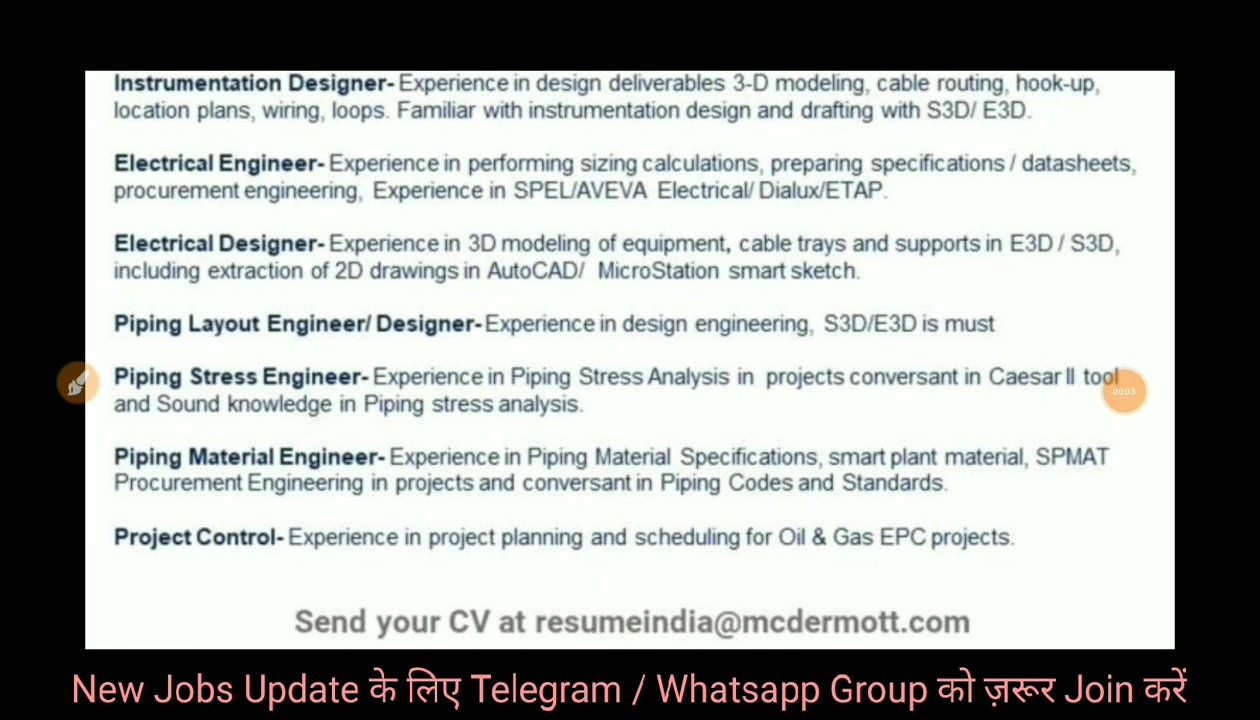 Instrumentation Designer- Experience in design deliverables 3-D modeling, cable routing, hook-up,
location plans, wiring, loops. Familiar with instrumentation design and drafting with S3D/ E3D.
Electrical Engineer- Experience in performing sizing calculations, preparing specifications / datasheets,
procurement engineering, Experience in SPEL/AVEVA Electrical/ Dialux/ETAP.
Electrical Designer- Experience in 3D modeling of equipment, cable trays and supports in E3D / S3D,
including extraction of 2D drawings in AutoCAD/ MicroStation smart sketch.
Piping Layout Engineer/ Designer- Experience in design engineering, S3D/E3D is must
Piping Stress Engineer- Experience in Piping Stress Analysis in projects conversant in Caesar II tool
00:03
and Sound knowledge in Piping stress analysis.
Piping Material Engineer- Experience in Piping Material Specifications, smart plant material, SPMAT
Procurement Engineering in projects and conversant in Piping Codes and Standards.
Project Control- Experience in project planning and scheduling for Oil & Gas EPC projects.
Send your CV at resumeindia@mcdermott.com
New Jobs Update के लिए Telegram / Whatsapp Group को ज़रूर Join करें